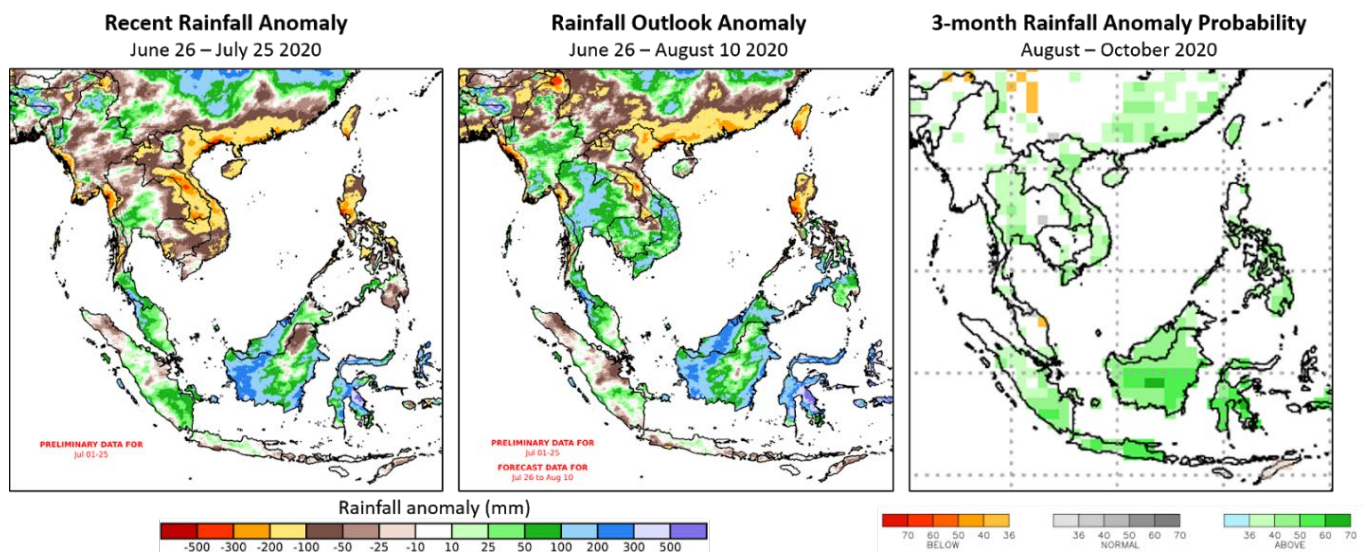 Recent Rainfall Anomaly
June 26 – July 25 2020
Rainfall Outlook Anomaly
June 26 – August 10 2020
3-month Rainfall Anomaly Probability
August – October 2020
PRELIMINARY DATA FOR
Jul 01-25
PRELIMINARY DATA FOR
Jul 01-25
FORECAST DATA FOR
Jul 26 to Aug 10
Rainfall anomaly (mm)
-500 -300 -200 -100 -50 -25 -10 10 25 50 100 200 300 500
70 60 50 40 36
BELOW
36 40 50 60 70
NORMAL
36 40 50 60 70
ABOVE